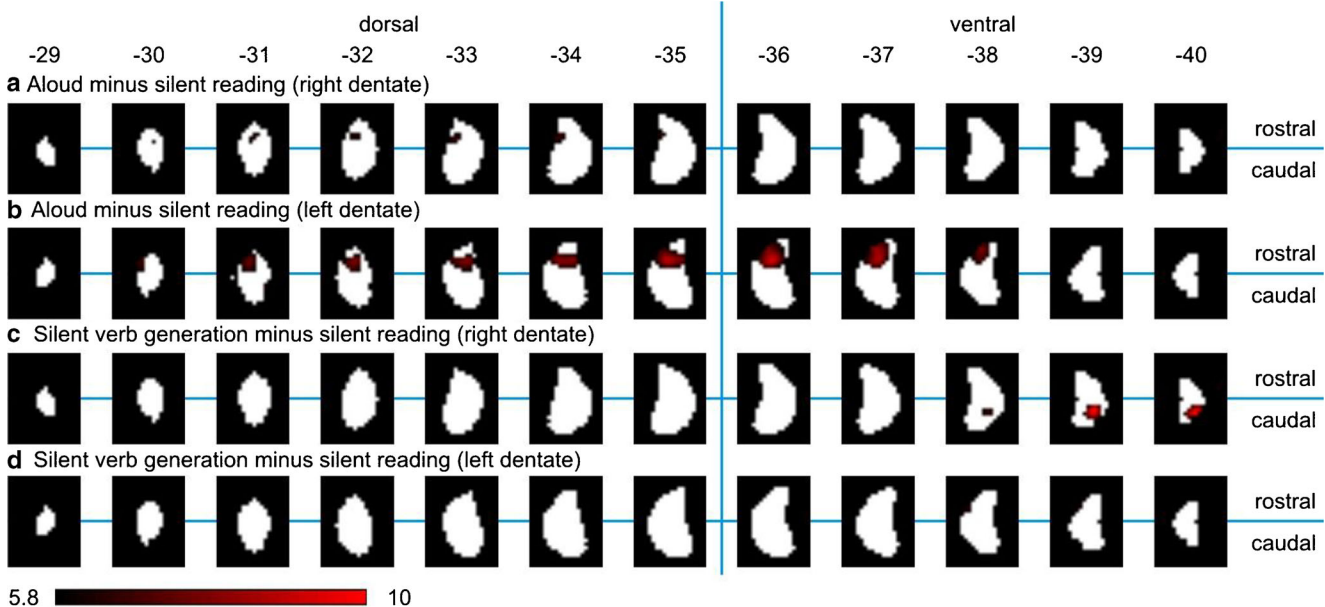 dorsal ventral
-29 -30 -31 -32 -33 -34 -35 -36 -37 -38 -39 -40
a Aloud minus silent reading (right dentate)
rostral
caudal
b Aloud minus silent reading (left dentate)
rostral
caudal
c Silent verb generation minus silent reading (right dentate)
rostral
caudal
d Silent verb generation minus silent reading (left dentate)
rostral
caudal
5.8 10